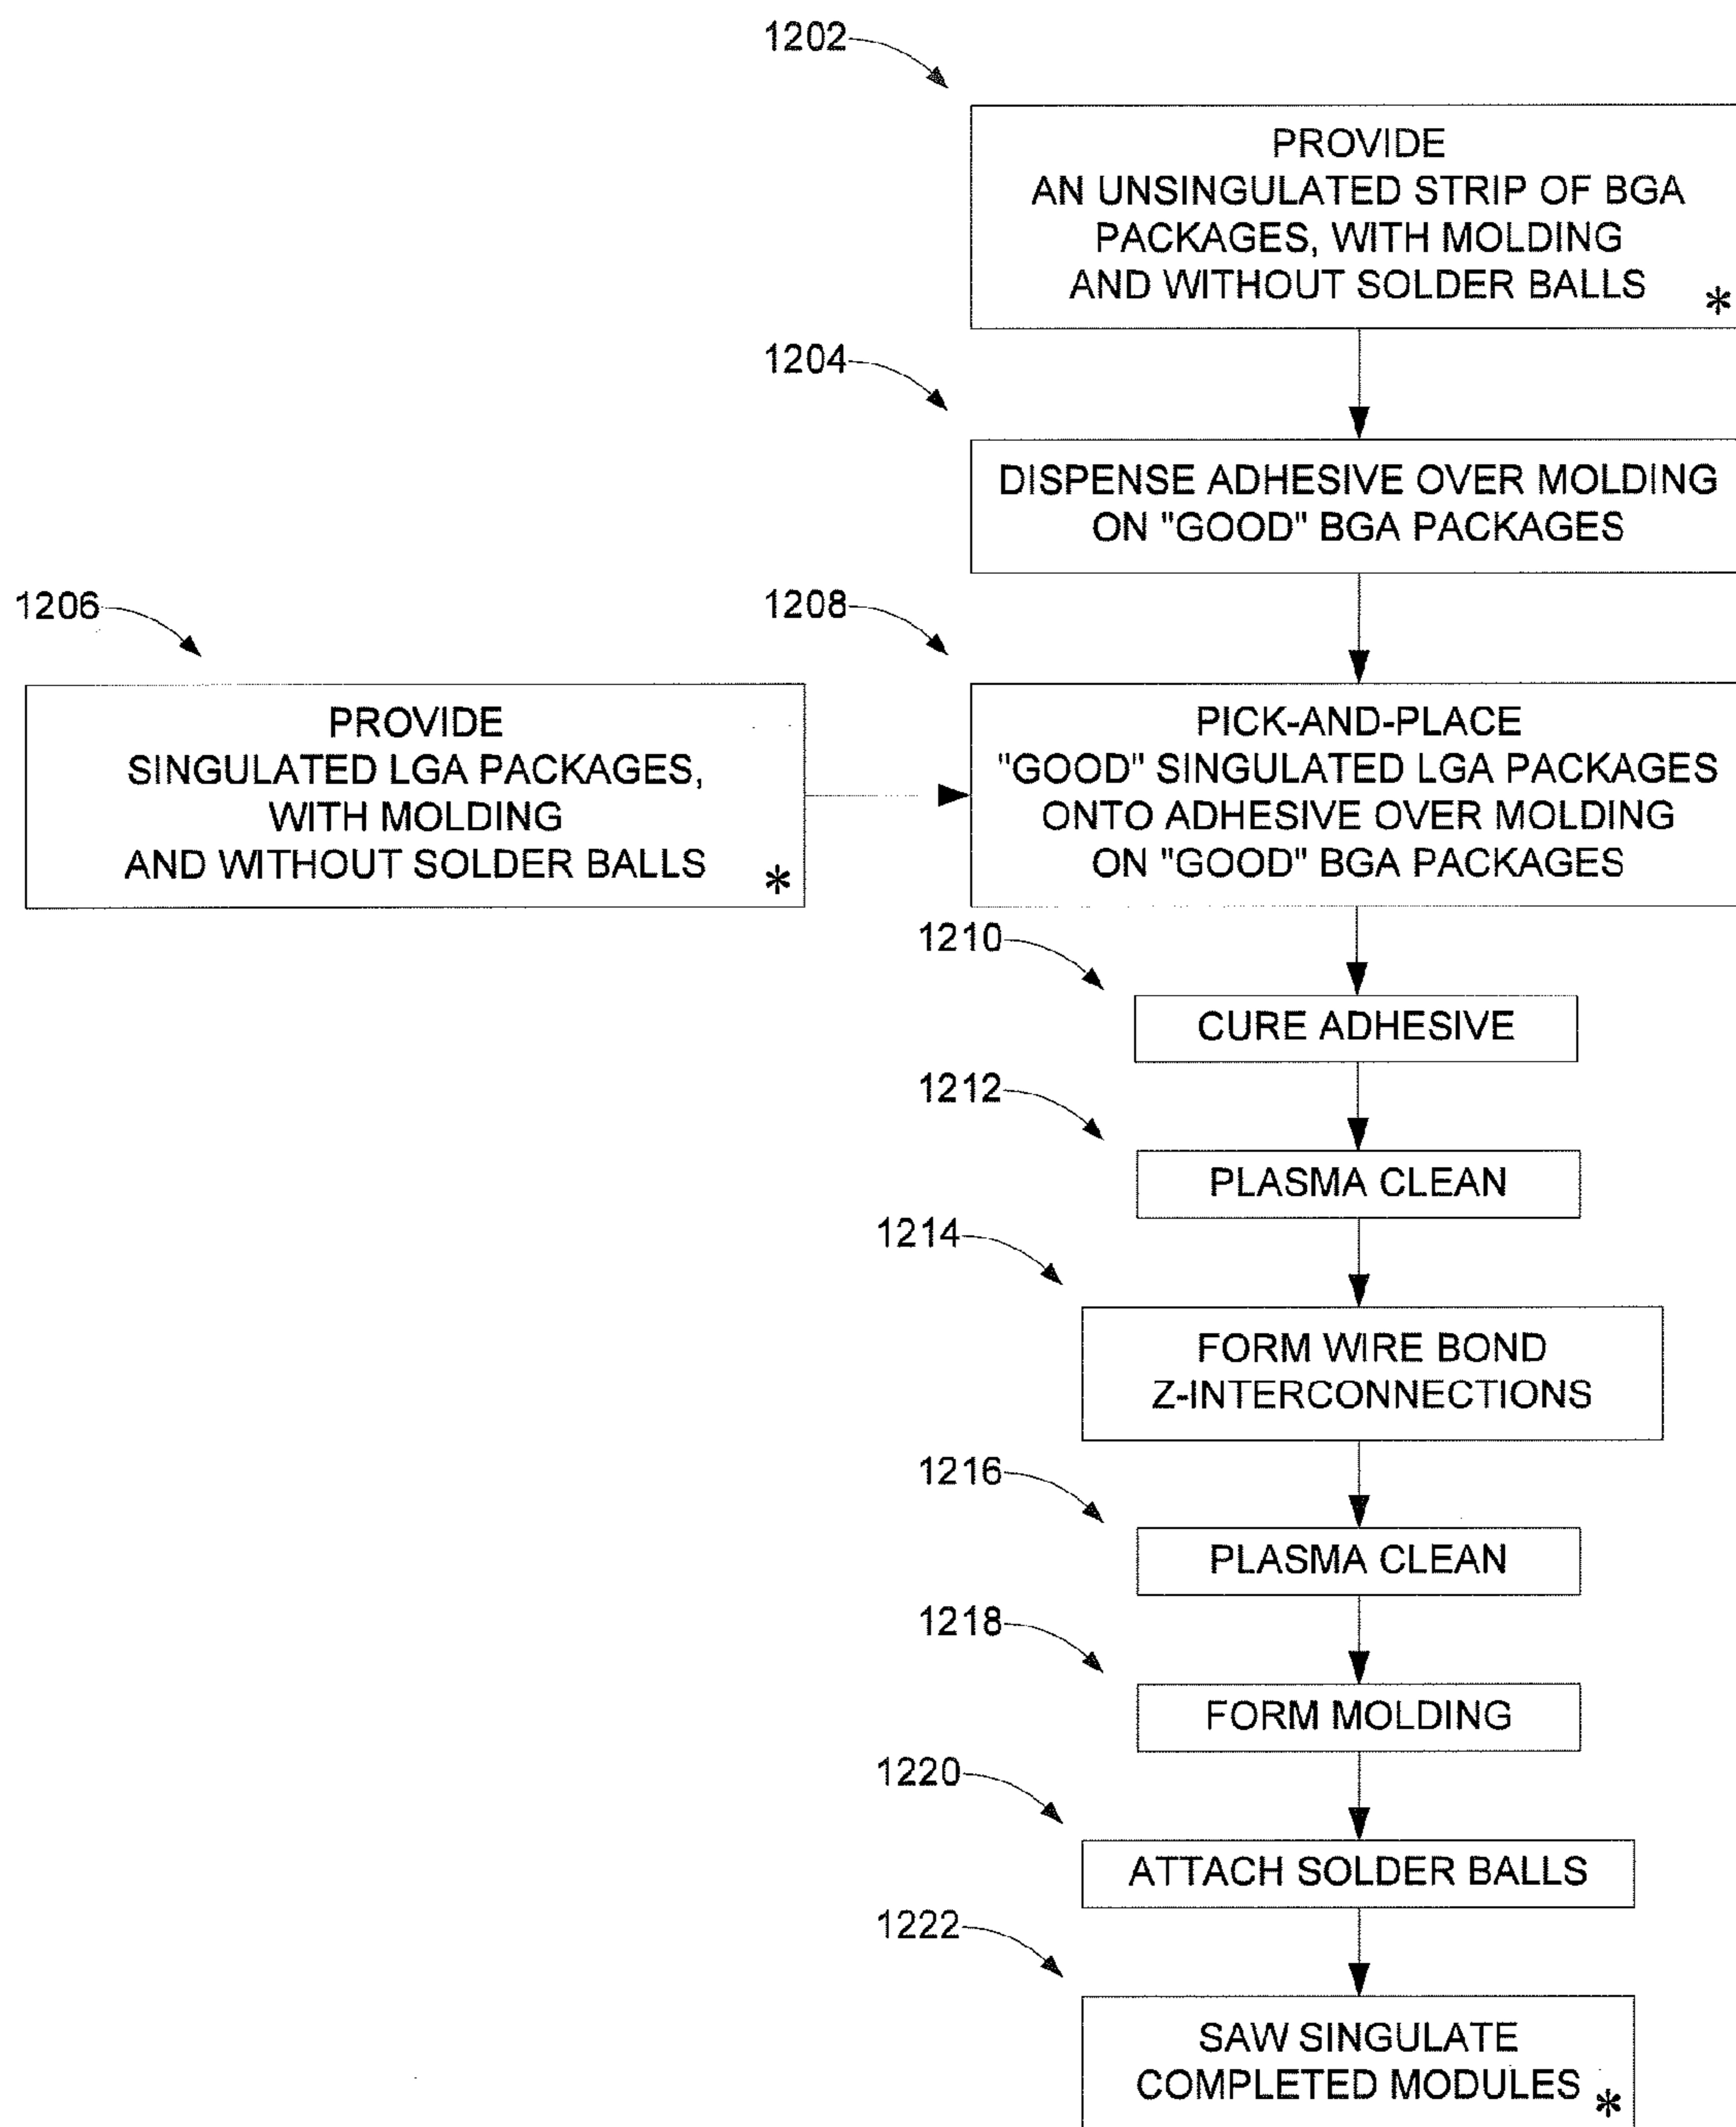 1202
PROVIDE
AN UNSINGULATED STRIP OF BGA
PACKAGES, WITH MOLDING
AND WITHOUT SOLDER BALLS *
1204
DISPENSE ADHESIVE OVER MOLDING
ON "GOOD" BGA PACKAGES
1206
PROVIDE
SINGULATED LGA PACKAGES,
WITH MOLDING
AND WITHOUT SOLDER BALLS *
1208
PICK-AND-PLACE
"GOOD" SINGULATED LGA PACKAGES
ONTO ADHESIVE OVER MOLDING
ON "GOOD" BGA PACKAGES
1210
CURE ADHESIVE
1212
PLASMA CLEAN
1214
FORM WIRE BOND
Z-INTERCONNECTIONS
1216
PLASMA CLEAN
1218
FORM MOLDING
1220
ATTACH SOLDER BALLS
1222
SAW SINGULATE
COMPLETED MODULES *